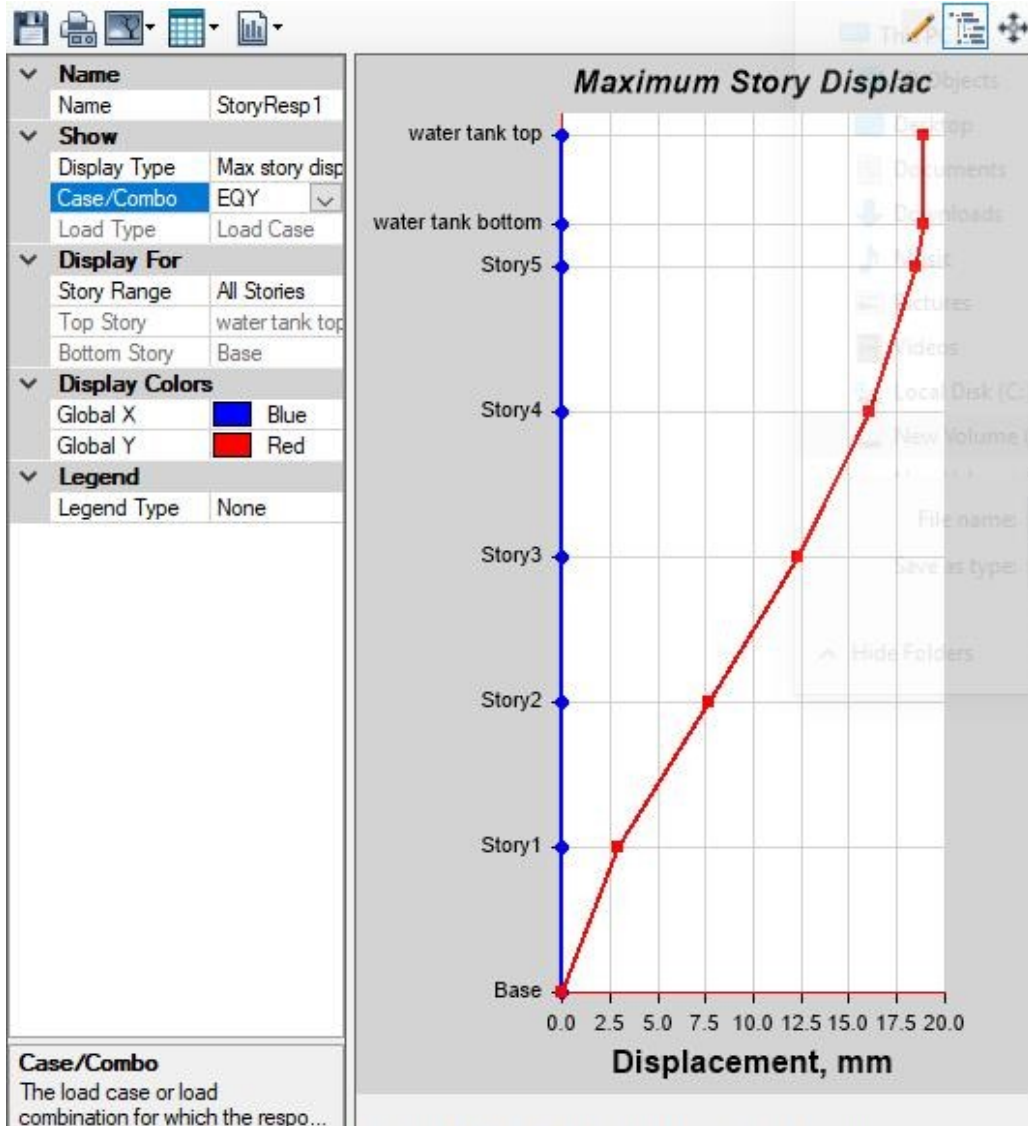 Name
Name StoryResp1
Show
Display Type Max story disp
Case/Combo EQY
Load Type Load Case
Display For
Story Range All Stories
Top Story water tank top
Bottom Story Base
Display Colors
Global X Blue
Global Y Red
Legend
Legend Type None
Case/Combo
The load case or load
combination for which the respo...
Maximum Story Displac
water tank top
water tank bottom
Story5
Story4
Story3
Story2
Story1
Base
0.0 2.5 5.0 7.5 10.0 12.5 15.0 17.5 20.0
Displacement, mm
Objects
Desktop
Documents
Downloads
Music
Pictures
Videos
Local Disk (C:
New Volume
File name:
Save as type:
Hide Folders